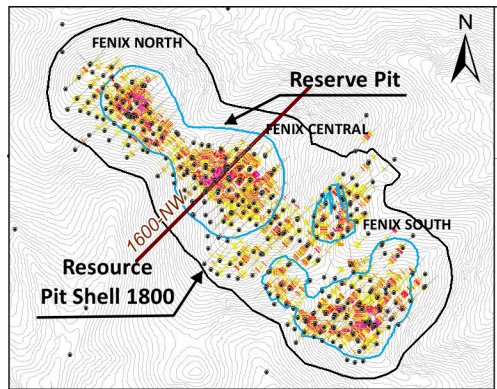 N
FENIX NORTH
Reserve Pit
FENIX CENTRAL
1600-NW
FENIX SOUTH
Resource
Pit Shell 1800